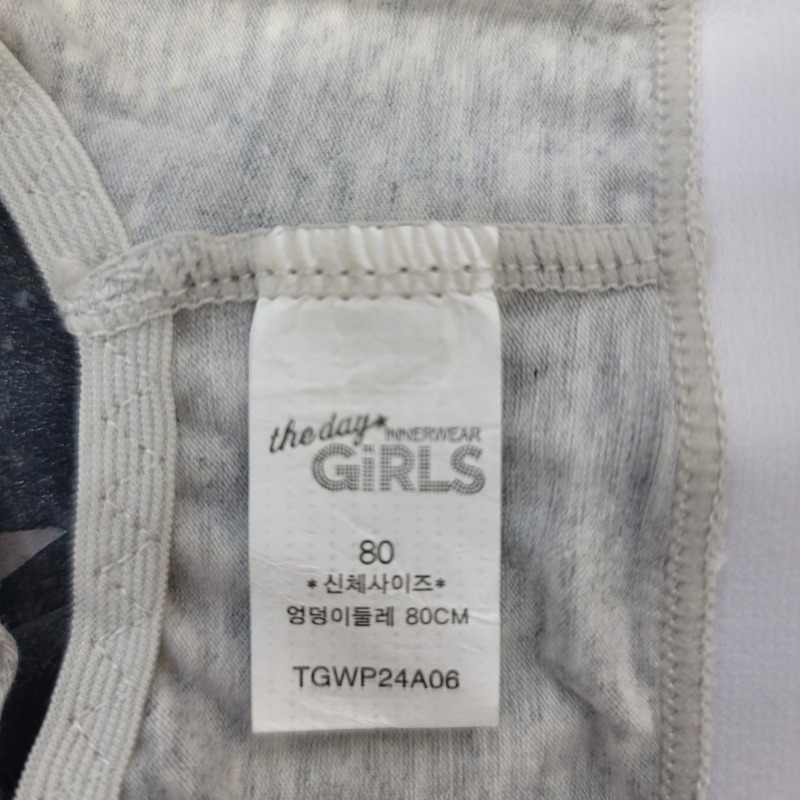 the day★ INNERWEAR
GiRLS
80
*신체사이즈*
엉덩이둘레 80CM
TGWP24A06